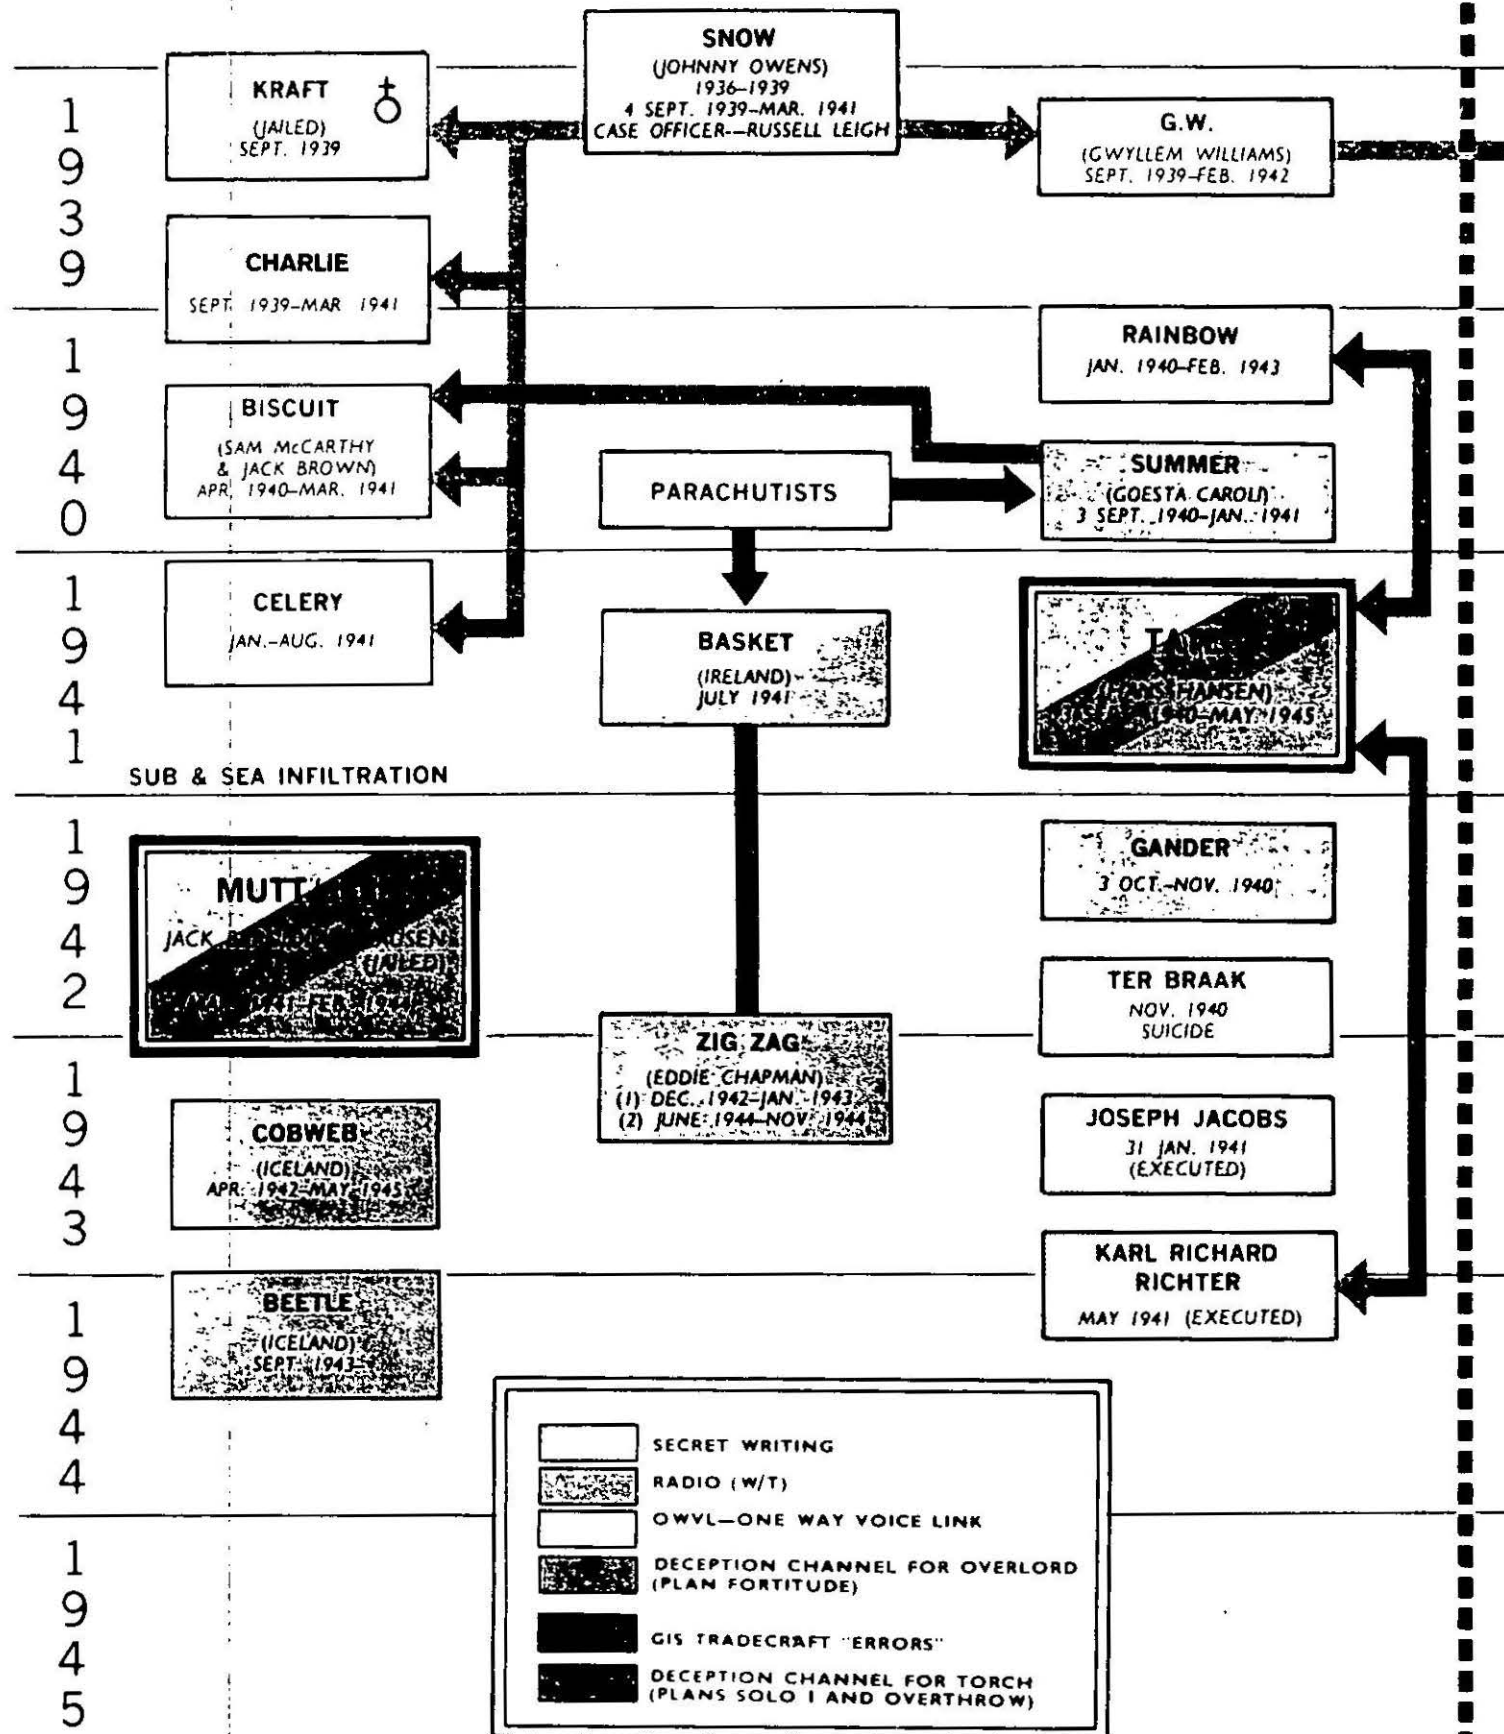 1
9
3
9
1
9
4
0
1
9
4
1
1
9
4
2
1
9
4
3
1
9
4
4
1
9
4
5
SNOW
(JOHNNY OWENS)
1936–1939
4 SEPT. 1939–MAR. 1941
CASE OFFICER—RUSSELL LEIGH
KRAFT
(JAILED)
SEPT. 1939
G.W.
(GWYLLEM WILLIAMS)
SEPT. 1939–FEB. 1942
CHARLIE
SEPT. 1939–MAR 1941
RAINBOW
JAN. 1940–FEB. 1943
BISCUIT
(SAM McCARTHY
& JACK BROWN)
APR. 1940–MAR. 1941
PARACHUTISTS
SUMMER
(GOESTA CAROLI)
3 SEPT. 1940–JAN. 1941
CELERY
JAN.–AUG. 1941
BASKET
(IRELAND)
JULY 1941
(HANS HANSEN)
1940–MAY 1945
SUB & SEA INFILTRATION
MUTT
JACK
(JAILED)
GANDER
3 OCT.–NOV. 1940
TER BRAAK
NOV. 1940
SUICIDE
ZIG ZAG
(EDDIE CHAPMAN)
(1) DEC. 1942–JAN. 1943
(2) JUNE 1944–NOV. 1944
COBWEB
(ICELAND)
APR. 1942–MAY 1945
JOSEPH JACOBS
31 JAN. 1941
(EXECUTED)
KARL RICHARD
RICHTER
MAY 1941 (EXECUTED)
BEETLE
(ICELAND)
SEPT. 1943–
SECRET WRITING
RADIO (W/T)
OWVL—ONE WAY VOICE LINK
DECEPTION CHANNEL FOR OVERLORD
(PLAN FORTITUDE)
GIS TRADECRAFT "ERRORS"
DECEPTION CHANNEL FOR TORCH
(PLANS SOLO I AND OVERTHROW)